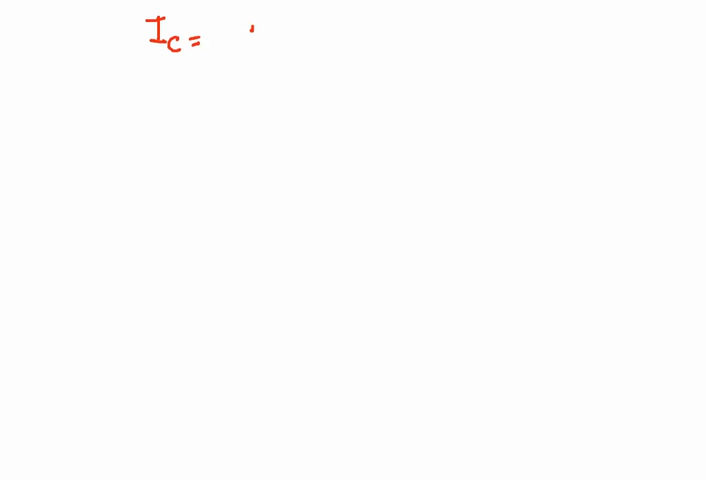 I_C =